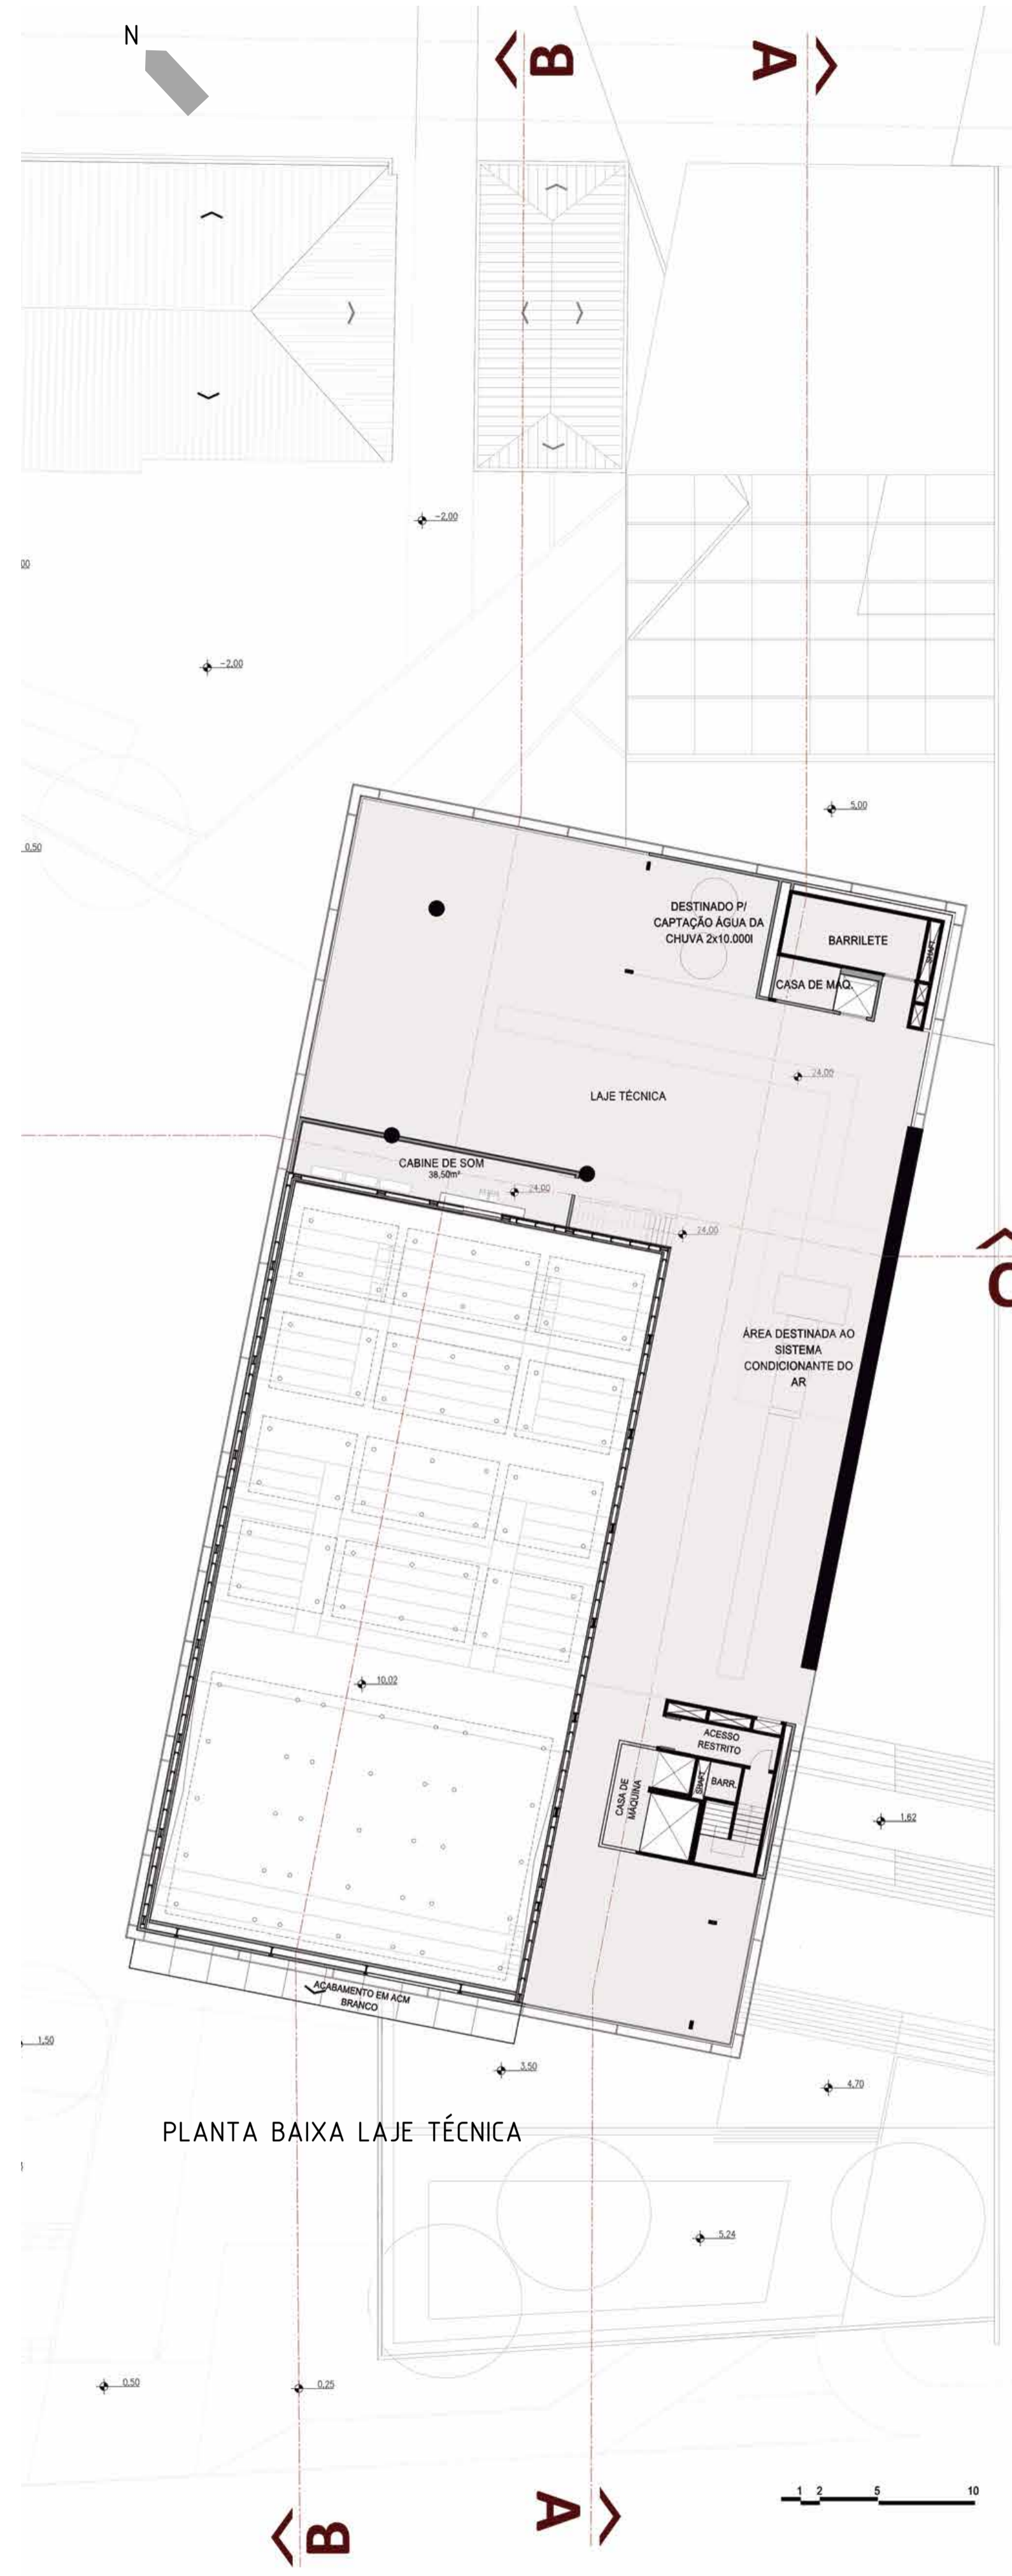 N
B
A
-2,00
00
-2,00
5,00
0,50
DESTINADO P/
CAPTAÇÃO ÁGUA DA
CHUVA 2x10.000l
BARRILETE
SHAFT
CASA DE MÁQ.
24,00
LAJE TÉCNICA
CABINE DE SOM
38,50m²
24,00
24,00
C
ÁREA DESTINADA AO
SISTEMA
CONDICIONANTE DO
AR
10,02
ACESSO
RESTRITO
CASA DE
MÁQUINA
SHAFT
BARR.
1,62
ACABAMENTO EM ACM
BRANCO
1,50
3,50
4,70
PLANTA BAIXA LAJE TÉCNICA
5,24
0,50
0,25
1 2 5 10
B
A